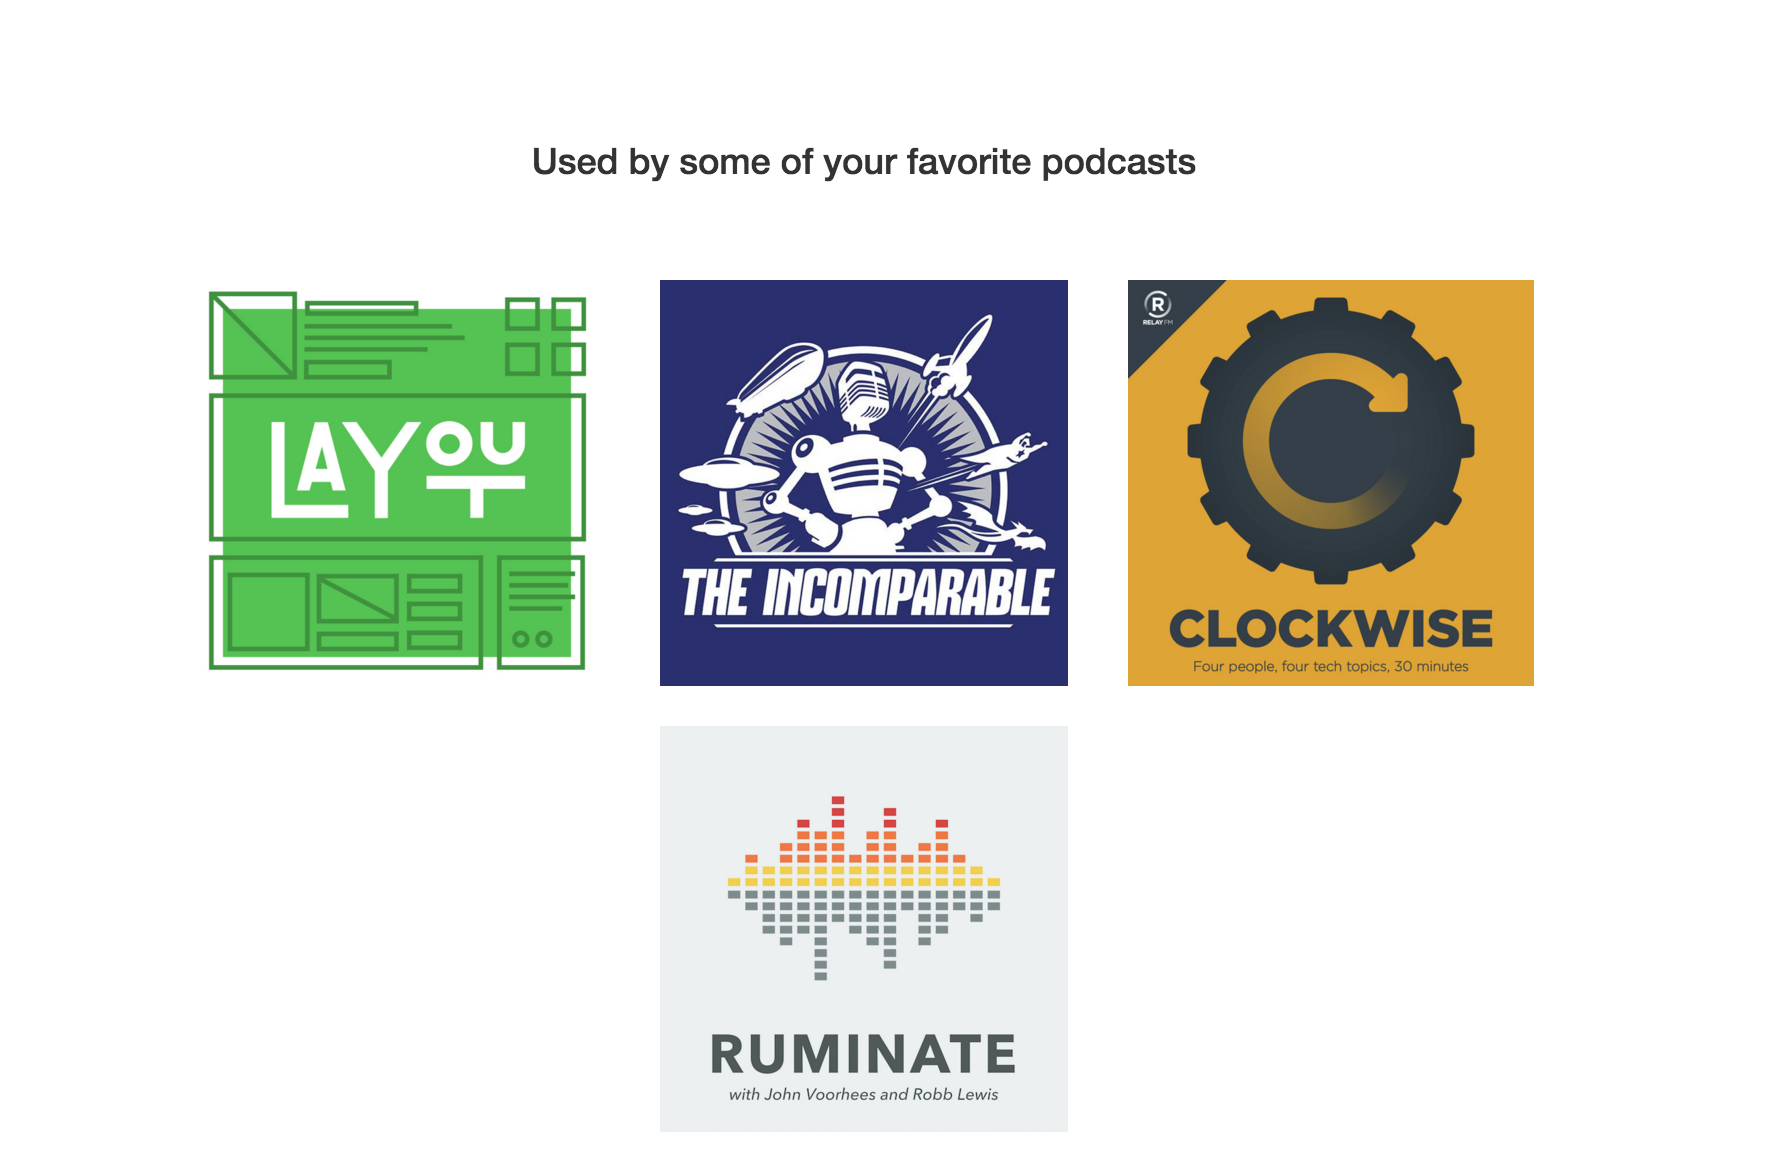 Used by some of your favorite podcasts
LAYOUT
THE INCOMPARABLE
R
RELAY FM
CLOCKWISE
Four people, four tech topics, 30 minutes
RUMINATE
with John Voorhees and Robb Lewis